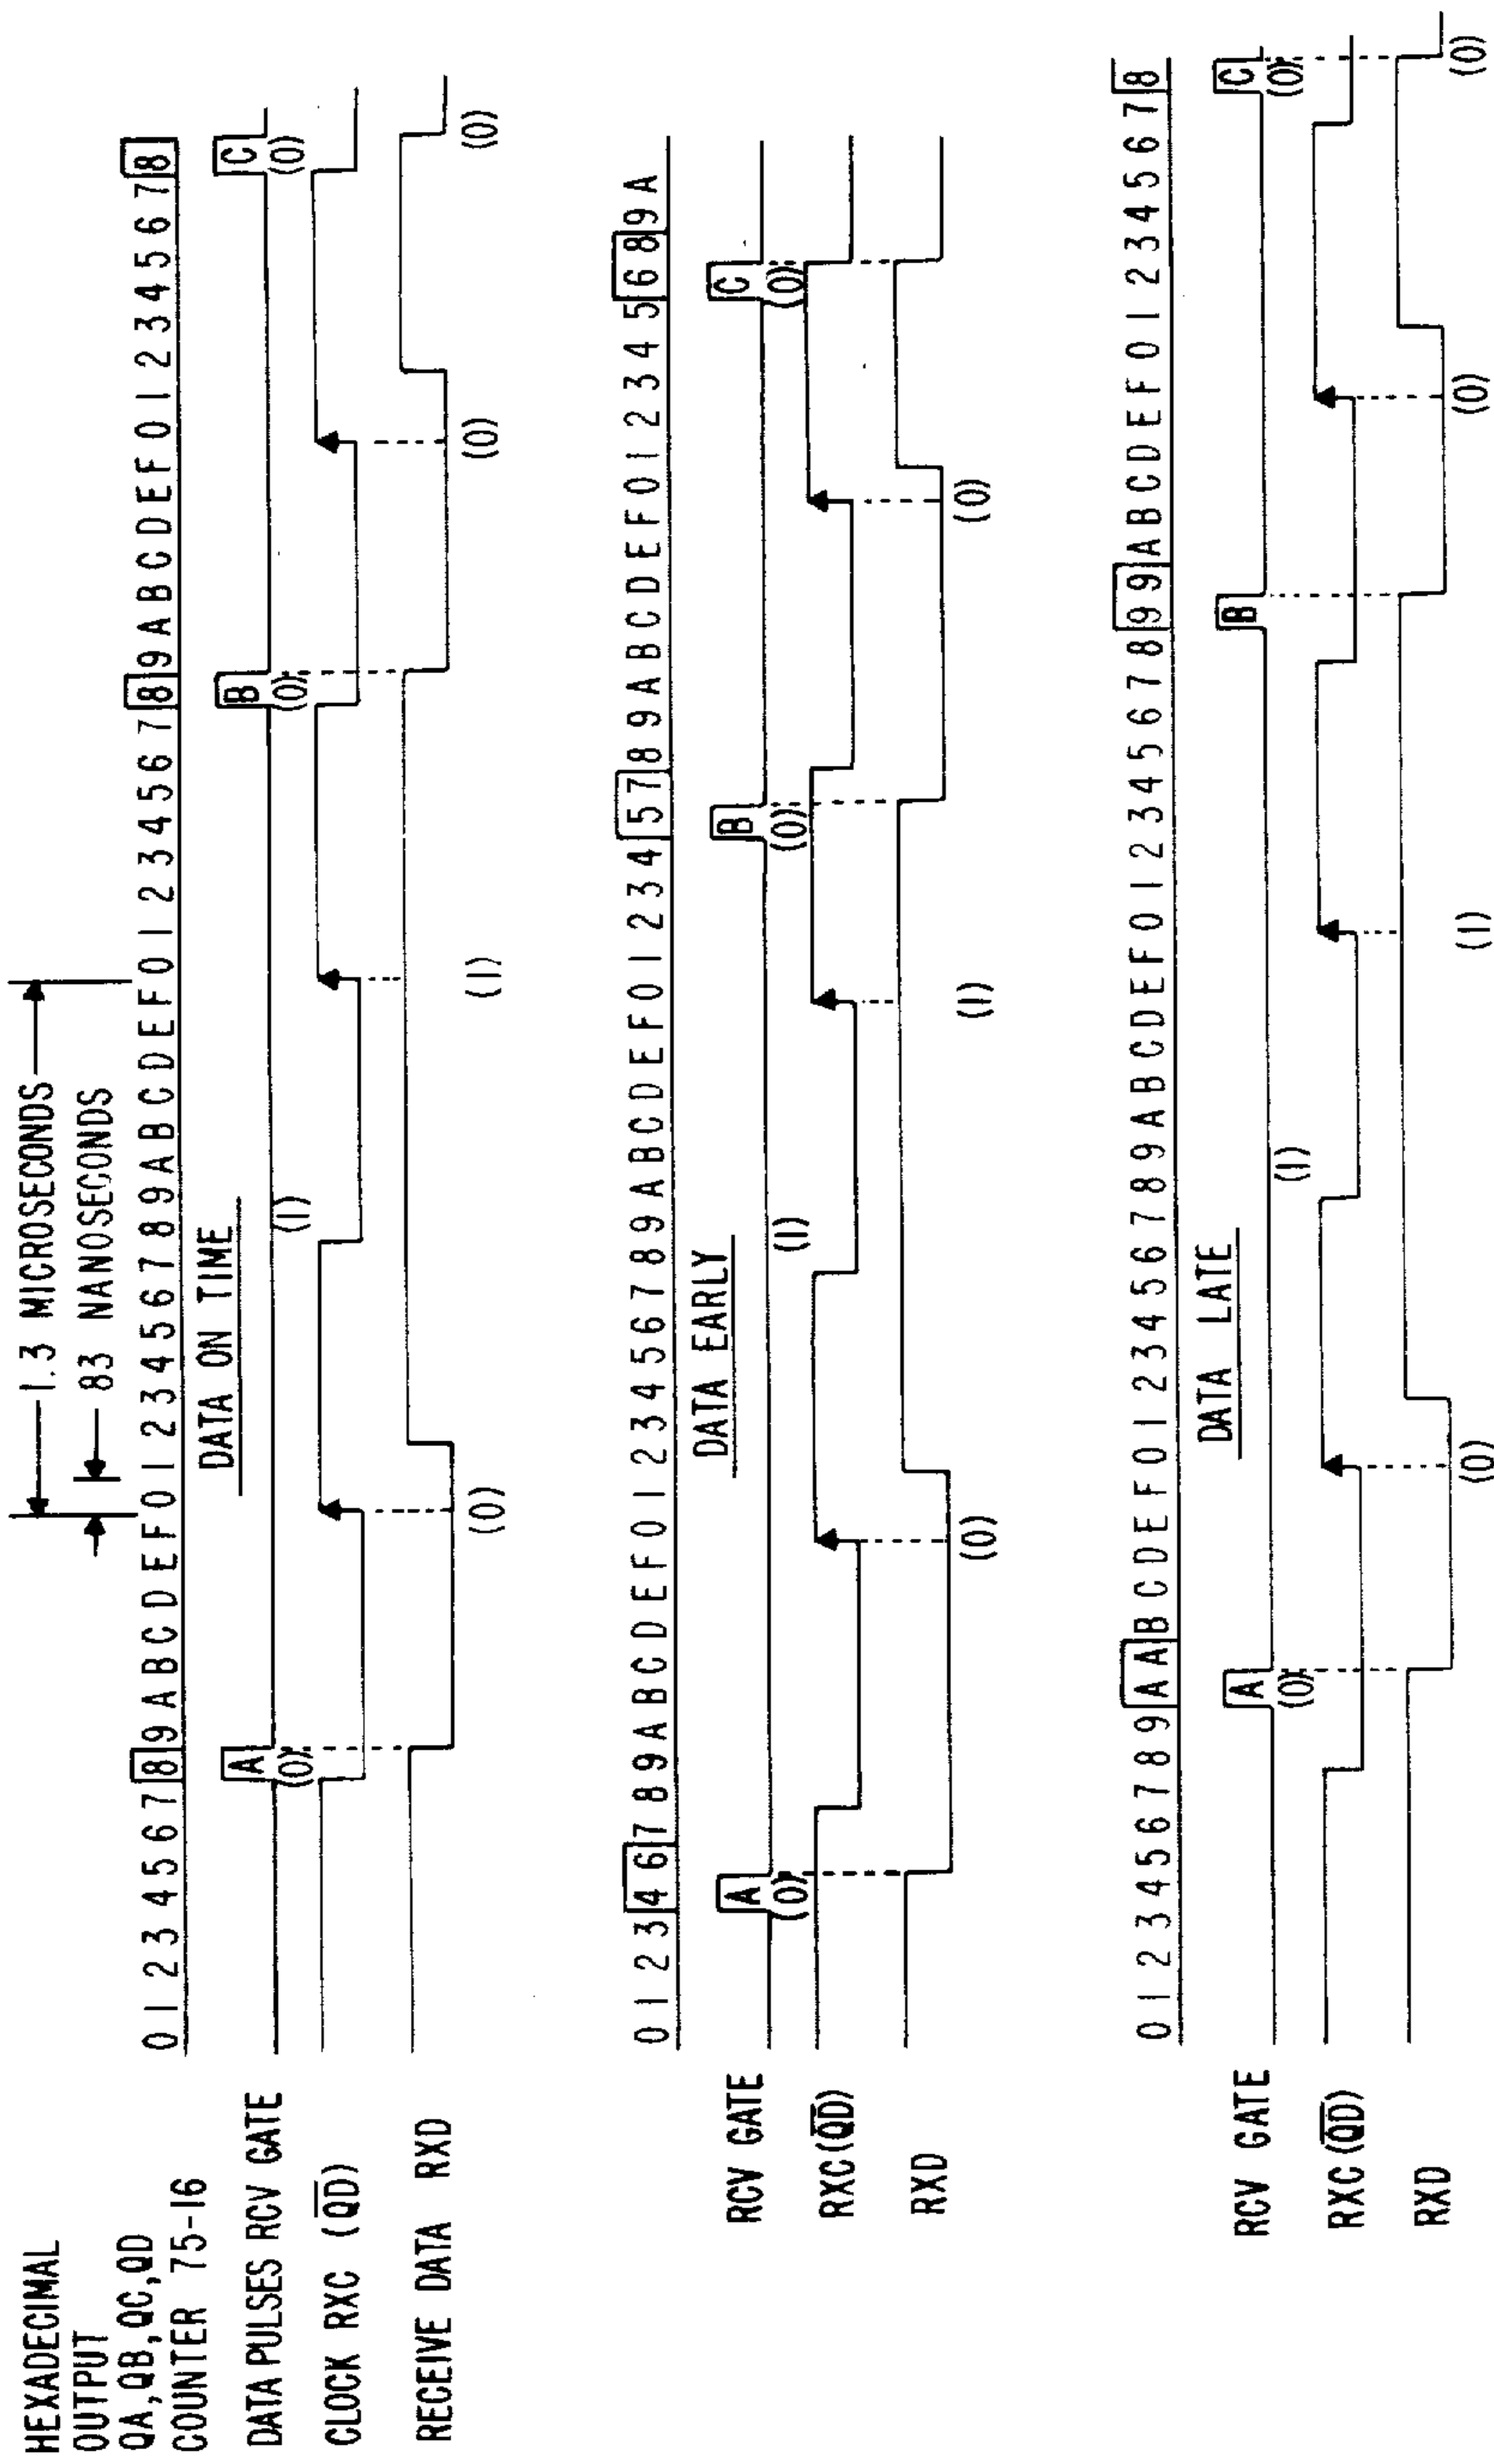 HEXADECIMAL
OUTPUT
QA, QB, QC, QD
COUNTER 75-16
1.3 MICROSECONDS
83 NANOSECONDS
0 1 2 3 4 5 6 7 8 9 A B C D E F 0 1 2 3 4 5 6 7 8 9 A B C D E F 0 1 2 3 4 5 6 7 8 9 A B C D E F 0 1 2 3 4 5 6 7 8
DATA ON TIME
DATA PULSES RCV GATE
A B C
(0) (1) (0) (0)
CLOCK RXC (Q̅D̅)
RECEIVE DATA RXD
(0) (1) (0) (0)
0 1 2 3 4 6 7 8 9 A B C D E F 0 1 2 3 4 5 6 7 8 9 A B C D E F 0 1 2 3 4 5 7 8 9 A B C D E F 0 1 2 3 4 5 6 8 9 A
DATA EARLY
RCV GATE
A B C
(0) (1) (0) (0)
RXC (Q̅D̅)
RXD
(0) (1) (0)
0 1 2 3 4 5 6 7 8 9 A A B C D E F 0 1 2 3 4 5 6 7 8 9 A B C D E F 0 1 2 3 4 5 6 7 8 9 9 A B C D E F 0 1 2 3 4 5 6 7 8
DATA LATE
RCV GATE
A B C
(0) (1) (0)
RXC (Q̅D̅)
RXD
(0) (1) (0) (0)